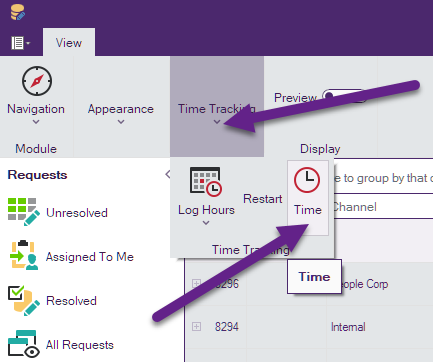 View
Navigation
Appearance
Time Tracking
Preview
Module
Display
Requests
Unresolved
Assigned To Me
Resolved
All Requests
Log Hours
Restart
Time
Time Tracking
Time
e to group by that
Channel
8296
ople Corp
8294
Internal